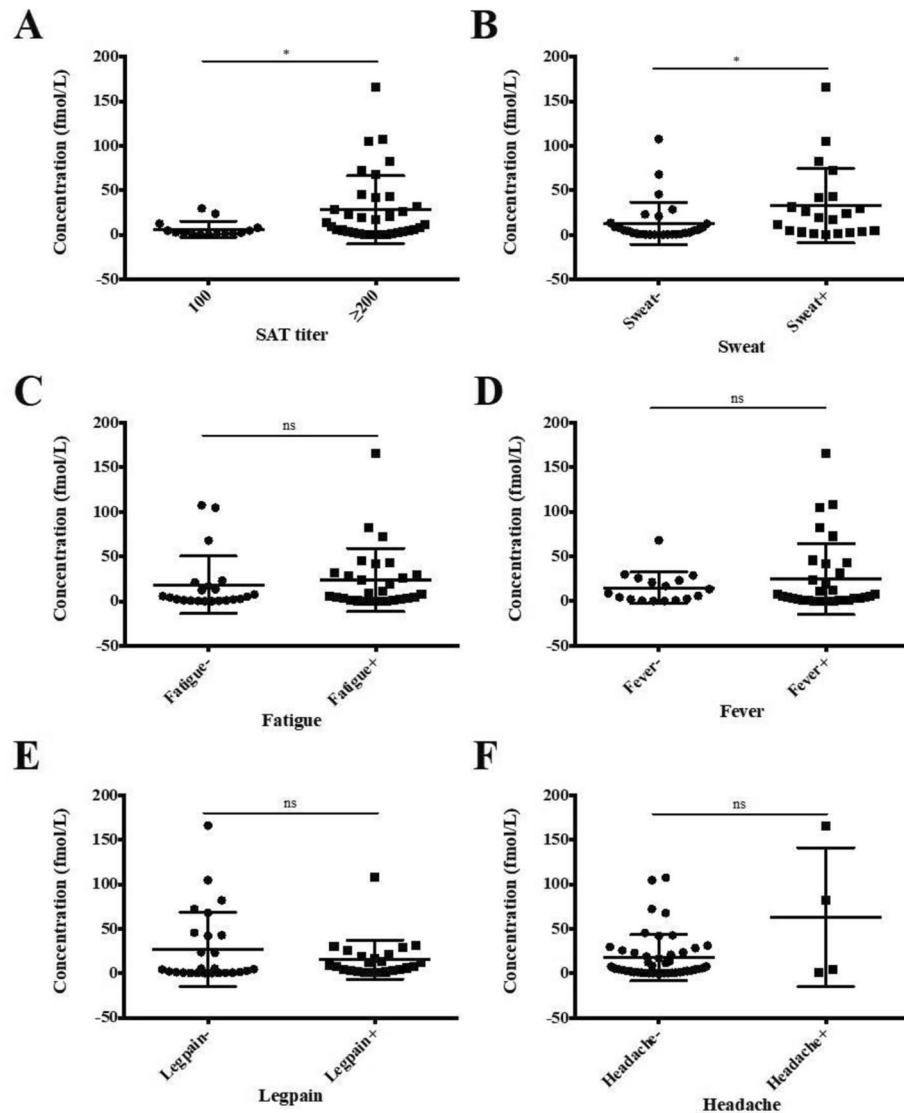 A
B
Concentration (fmol/L)
200
150
100
50
0
-50
*
100
≥200
SAT titer
Concentration (fmol/L)
200
150
100
50
0
-50
*
Sweat-
Sweat+
Sweat
C
D
Concentration (fmol/L)
200
150
100
50
0
-50
ns
Fatigue-
Fatigue+
Fatigue
Concentration (fmol/L)
200
150
100
50
0
-50
ns
Fever-
Fever+
Fever
E
F
Concentration (fmol/L)
200
150
100
50
0
-50
ns
Legpain-
Legpain+
Legpain
Concentration (fmol/L)
200
150
100
50
0
-50
ns
Headache-
Headache+
Headache